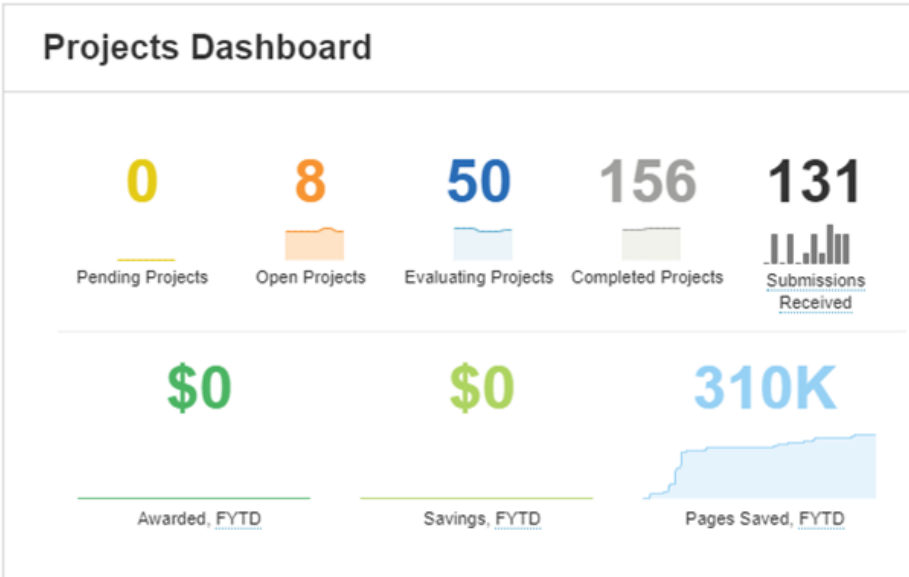 Projects Dashboard
0 8 50 156 131
Pending Projects Open Projects Evaluating Projects Completed Projects Submissions
Received
$0 $0 310K
Awarded, FYTD Savings, FYTD Pages Saved, FYTD